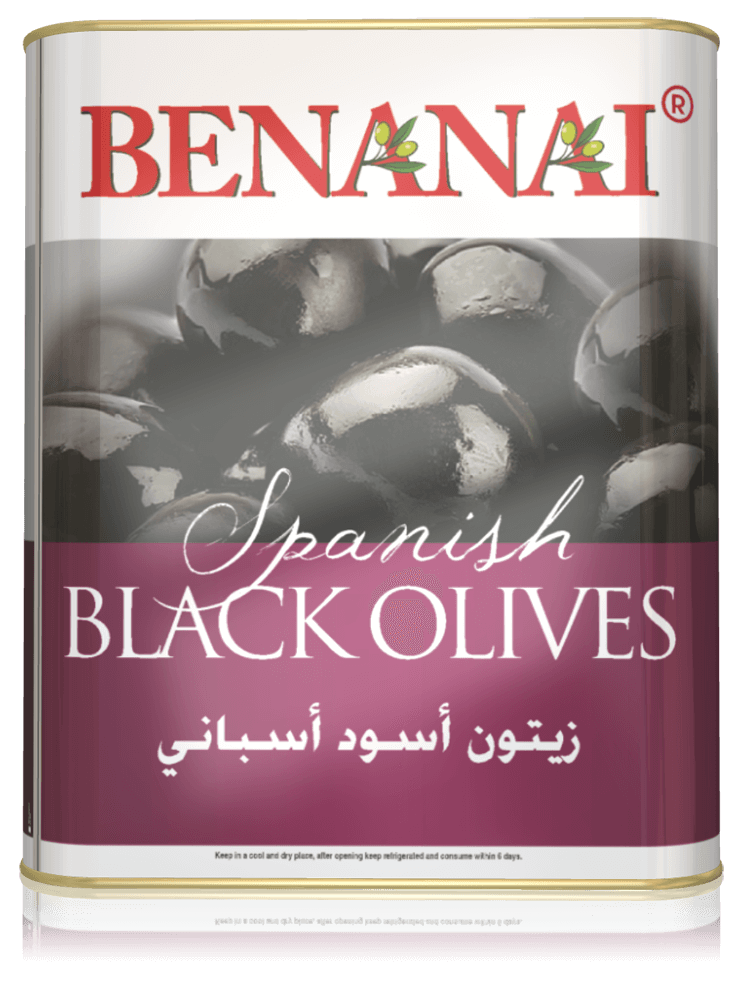 BENANAI®
Spanish
BLACK OLIVES
زيتون أسود أسباني
Keep in a cool and dry place, after opening keep refrigerated and consume within 6 days.